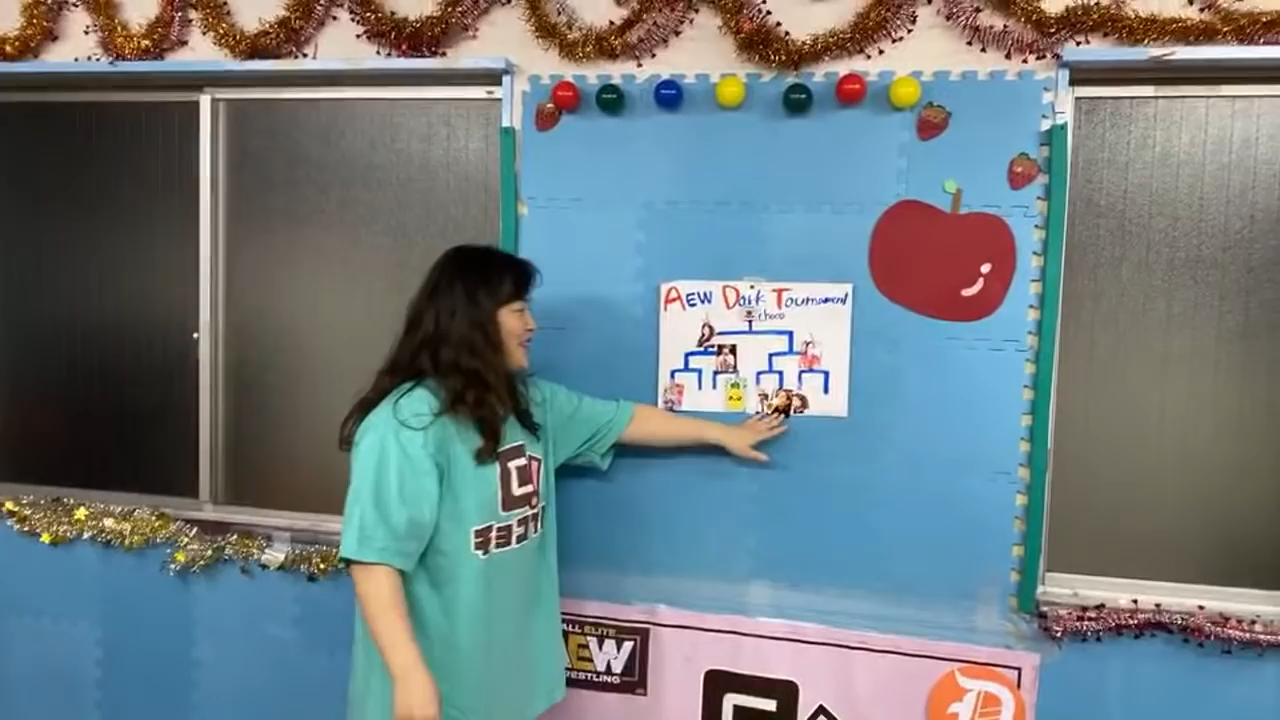 AEW Dark Tournament
choco
チョコプロ
ALL ELITE
AEW
WRESTLING
D